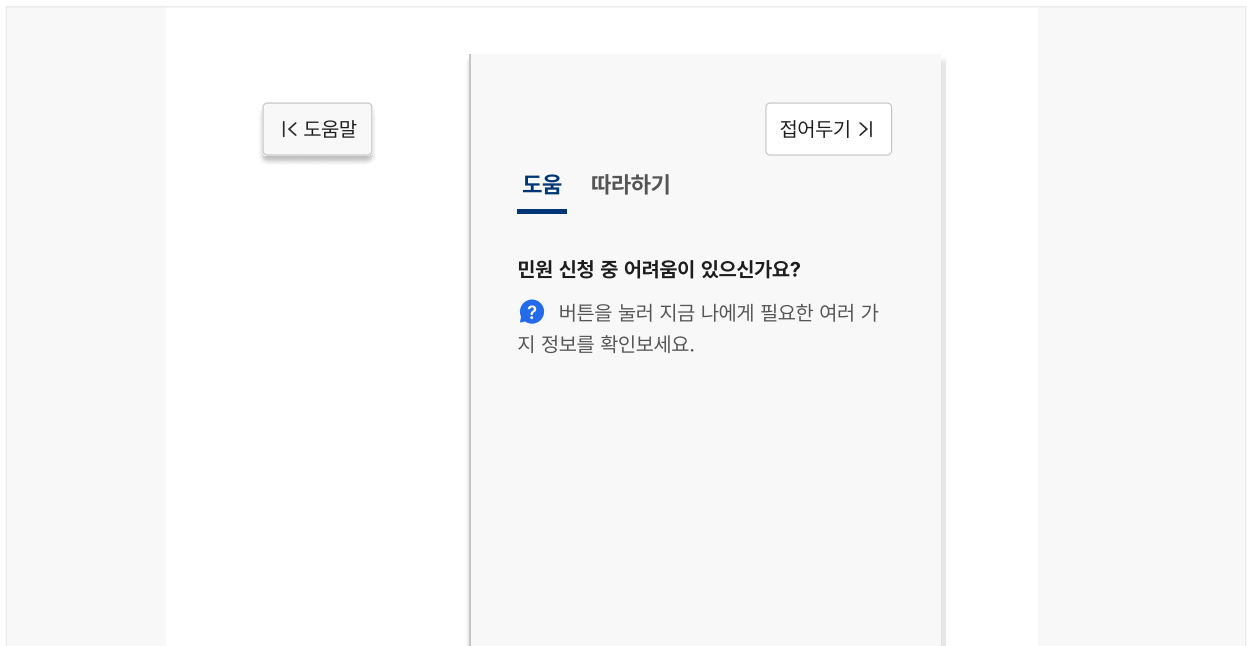 |< 도움말
접어두기 >|
도움 따라하기
민원 신청 중 어려움이 있으신가요?
? 버튼을 눌러 지금 나에게 필요한 여러 가
지 정보를 확인보세요.